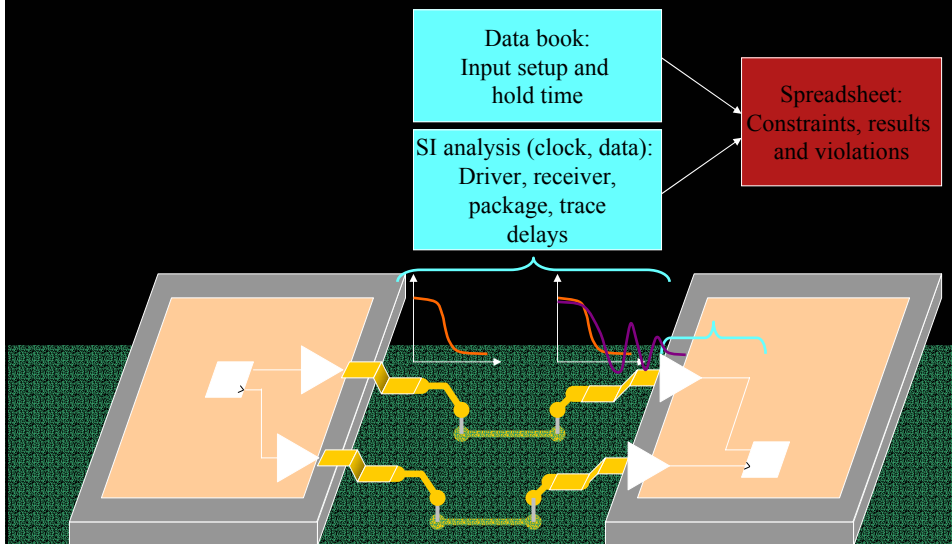 Data book:
Input setup and
hold time
Spreadsheet:
Constraints, results
and violations
SI analysis (clock, data):
Driver, receiver,
package, trace
delays